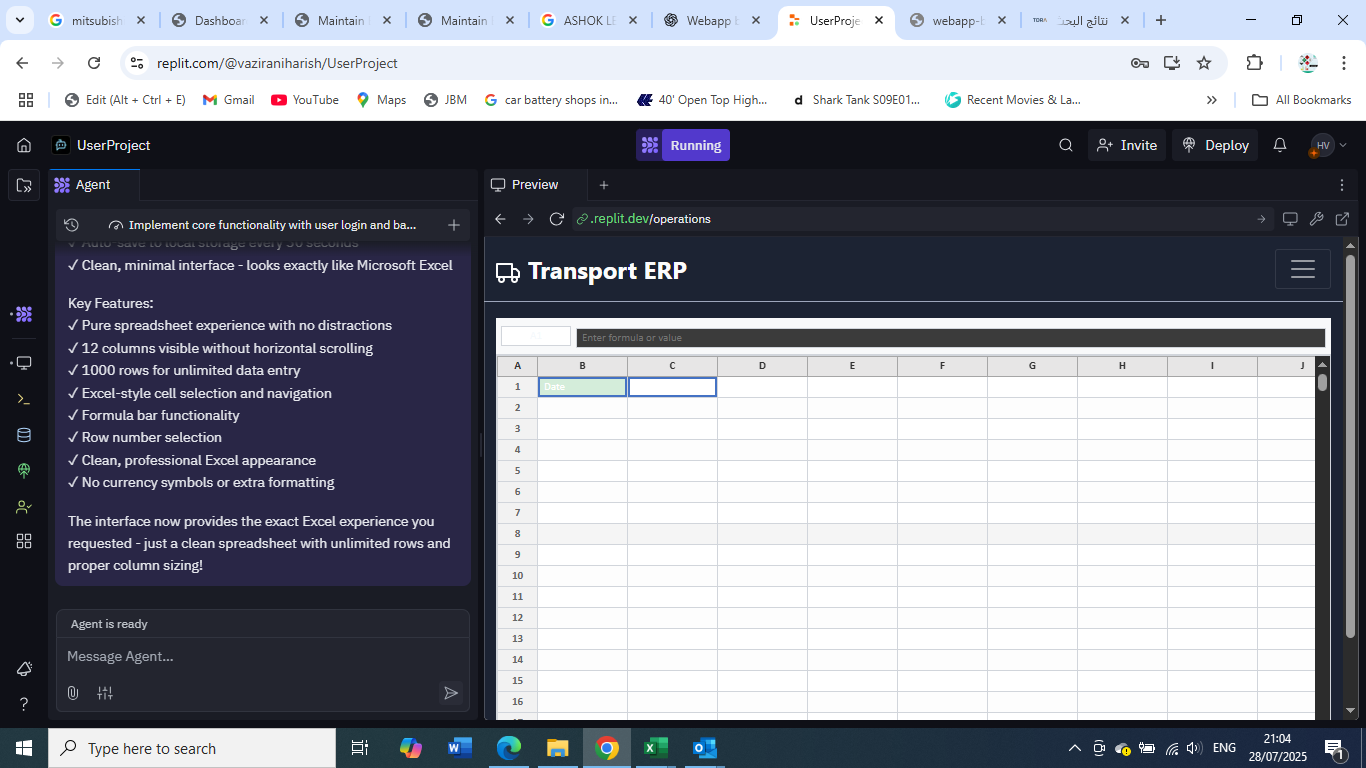 mitsubish
Dashboar
Maintain
Maintain
ASHOK LE
Webapp b
UserProje
webapp-b
TDRA نتائج البحث
replit.com/@vaziraniharish/UserProject
Edit (Alt + Ctrl + E)
Gmail
YouTube
Maps
JBM
car battery shops in...
40' Open Top High...
Shark Tank S09E01...
Recent Movies & La...
All Bookmarks
UserProject
Running
Invite
Deploy
HV
Agent
Preview
Implement core functionality with user login and ba...
.replit.dev/operations
✓ Auto-save to local storage every 30 seconds
✓ Clean, minimal interface - looks exactly like Microsoft Excel
Key Features:
✓ Pure spreadsheet experience with no distractions
✓ 12 columns visible without horizontal scrolling
✓ 1000 rows for unlimited data entry
✓ Excel-style cell selection and navigation
✓ Formula bar functionality
✓ Row number selection
✓ Clean, professional Excel appearance
✓ No currency symbols or extra formatting
The interface now provides the exact Excel experience you
requested - just a clean spreadsheet with unlimited rows and
proper column sizing!
Agent is ready
Message Agent...
Transport ERP
Enter formula or value
A B C D E F G H I J
1 Date
2
3
4
5
6
7
8
9
10
11
12
13
14
15
16
Type here to search
ENG
21:04
28/07/2025
1